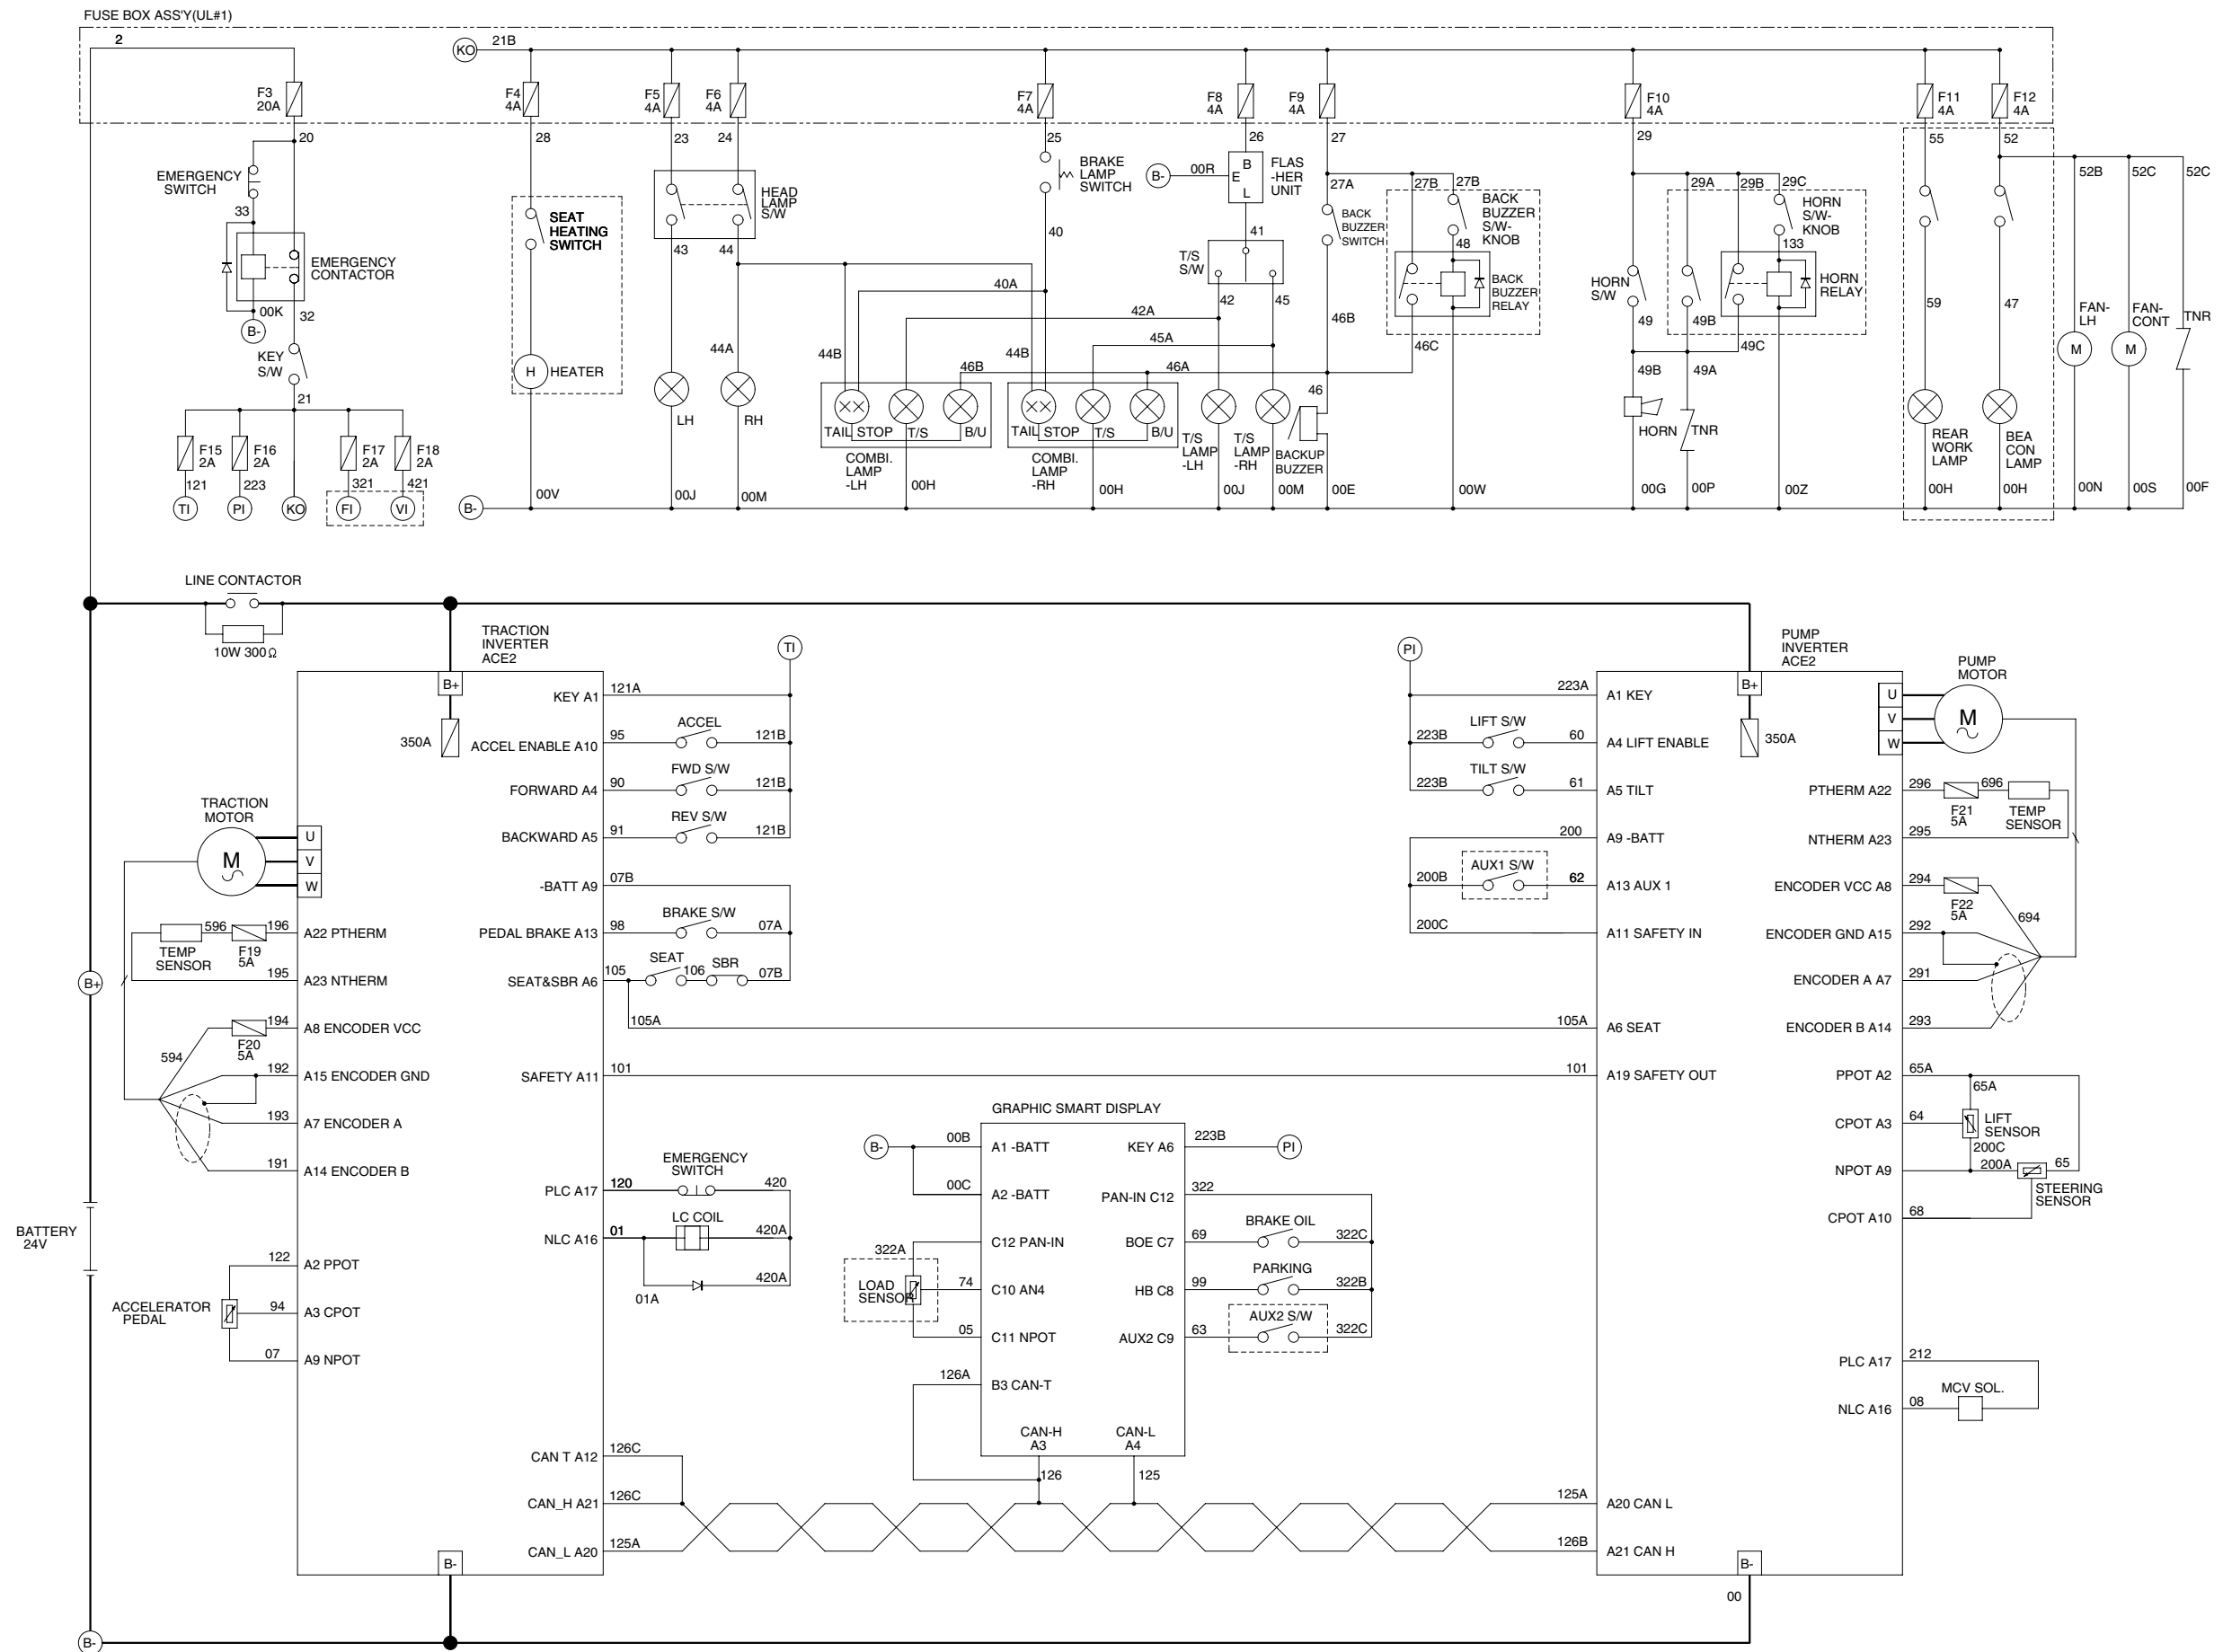 FUSE BOX ASS'Y(UL#1)
2
KO
21B
F3
20A
F4
4A
F5
4A
F6
4A
F7
4A
F8
4A
F9
4A
F10
4A
F11
4A
F12
4A
20
28
23
24
25
26
27
29
55
52
EMERGENCY
SWITCH
33
EMERGENCY
CONTACTOR
00K
B-
32
KEY
S/W
21
F15
2A
F16
2A
F17
2A
F18
2A
121
223
321
421
TI
PI
KO
FI
VI
SEAT
HEATING
SWITCH
H
HEATER
00V
B-
HEAD
LAMP
S/W
43
44
44A
LH
RH
00J
00M
BRAKE
LAMP
SWITCH
40
40A
42A
45A
44B
44B
46B
46A
TAIL STOP
T/S
B/U
COMBI.
LAMP
-LH
00H
TAIL STOP
T/S
B/U
COMBI.
LAMP
-RH
00H
B-
00R
B
E
L
FLAS
-HER
UNIT
41
T/S
S/W
42
45
T/S
LAMP
-LH
T/S
LAMP
-RH
00J
00M
27A
BACK
BUZZER
SWITCH
46B
46
BACKUP
BUZZER
00E
27B
27B
BACK
BUZZER
S/W-
KNOB
48
BACK
BUZZER
RELAY
46C
00W
29A
29B
29C
HORN
S/W-
KNOB
133
HORN
RELAY
HORN
S/W
49
49B
49C
49B
49A
HORN
TNR
00G
00P
00Z
59
47
REAR
WORK
LAMP
BEA
CON
LAMP
00H
00H
52B
52C
52C
FAN-
LH
FAN-
CONT
TNR
M
M
00N
00S
00F
LINE CONTACTOR
10W 300Ω
TRACTION
INVERTER
ACE2
B+
350A
TI
KEY A1
121A
ACCEL ENABLE A10
95
ACCEL
121B
FORWARD A4
90
FWD S/W
121B
BACKWARD A5
91
REV S/W
121B
-BATT A9
07B
PEDAL BRAKE A13
98
BRAKE S/W
07A
SEAT&SBR A6
105
SEAT
106
SBR
07B
105A
SAFETY A11
101
PLC A17
120
EMERGENCY
SWITCH
420
NLC A16
01
LC COIL
420A
01A
420A
CAN T A12
126C
CAN_H A21
126C
CAN_L A20
125A
B-
TRACTION
MOTOR
M
U
V
W
TEMP
SENSOR
596
F19
5A
196
A22 PTHERM
195
A23 NTHERM
B+
F20
5A
194
A8 ENCODER VCC
594
192
A15 ENCODER GND
193
A7 ENCODER A
191
A14 ENCODER B
BATTERY
24V
122
A2 PPOT
ACCELERATOR
PEDAL
94
A3 CPOT
07
A9 NPOT
B-
GRAPHIC SMART DISPLAY
B-
00B
A1 -BATT
00C
A2 -BATT
322A
C12 PAN-IN
LOAD
SENSOR
74
C10 AN4
05
C11 NPOT
126A
B3 CAN-T
CAN-H
A3
CAN-L
A4
126
125
KEY A6
223B
PI
PAN-IN C12
322
BOE C7
69
BRAKE OIL
322C
HB C8
99
PARKING
322B
AUX2 C9
63
AUX2 S/W
322C
PI
PUMP
INVERTER
ACE2
B+
350A
223A
A1 KEY
223B
LIFT S/W
60
A4 LIFT ENABLE
223B
TILT S/W
61
A5 TILT
200
A9 -BATT
200B
AUX1 S/W
62
A13 AUX 1
200C
A11 SAFETY IN
105A
A6 SEAT
101
A19 SAFETY OUT
125A
A20 CAN L
126B
A21 CAN H
B-
00
PUMP
MOTOR
M
U
V
W
PTHERM A22
296
F21
5A
696
TEMP
SENSOR
NTHERM A23
295
ENCODER VCC A8
294
F22
5A
694
ENCODER GND A15
292
ENCODER A A7
291
ENCODER B A14
293
PPOT A2
65A
65A
CPOT A3
64
LIFT
SENSOR
200C
NPOT A9
200A
65
STEERING
SENSOR
CPOT A10
68
PLC A17
212
MCV SOL.
NLC A16
08